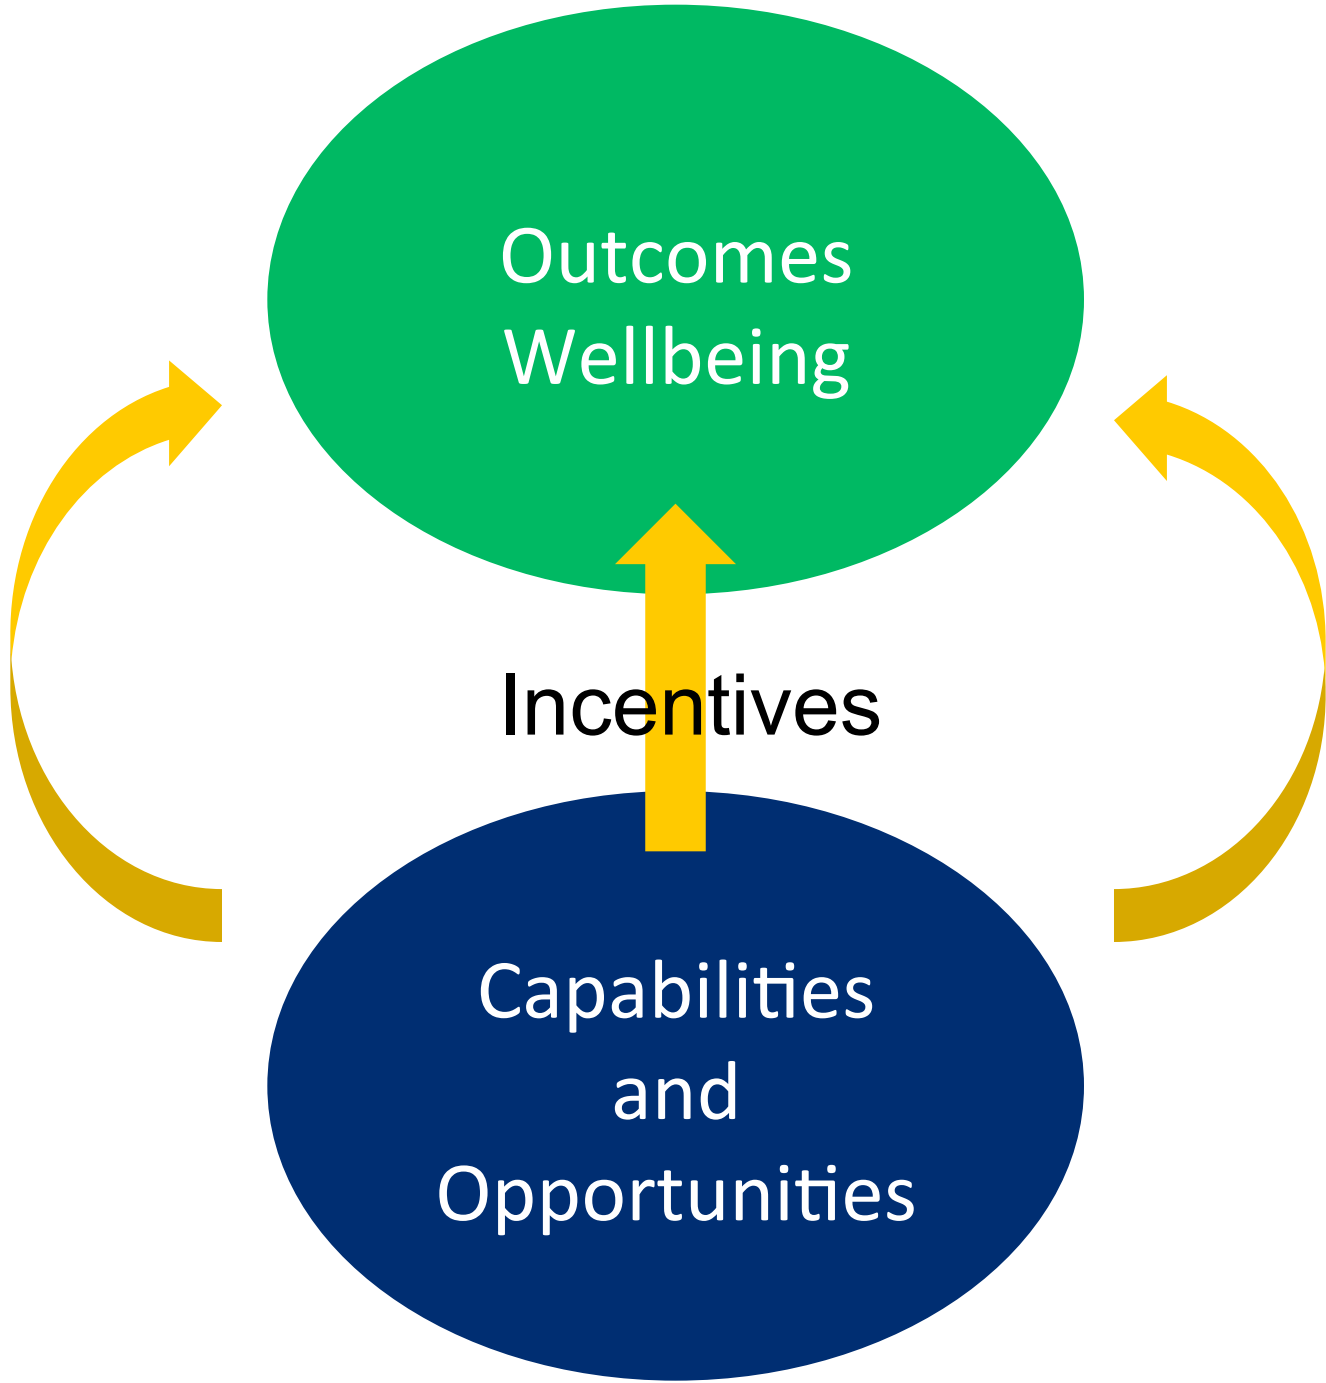 Outcomes
Wellbeing
Incentives
Capabilities
and
Opportunities